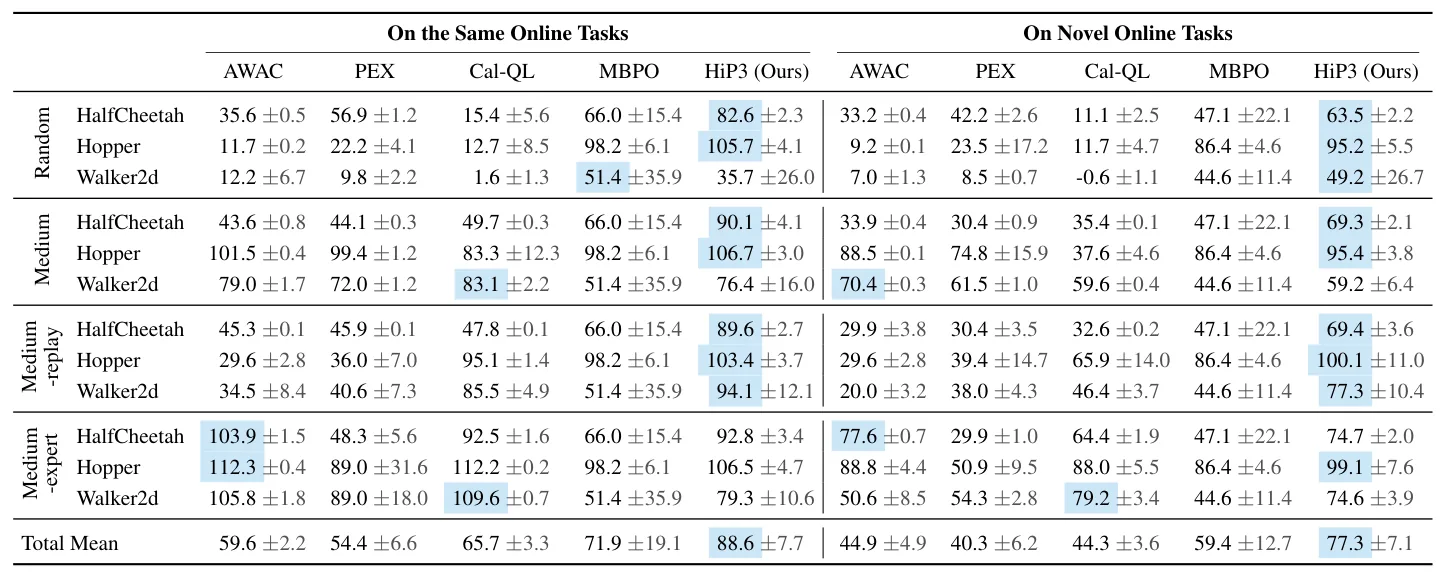 On the Same Online Tasks On Novel Online Tasks
AWAC PEX Cal-QL MBPO HiP3 (Ours) AWAC PEX Cal-QL MBPO HiP3 (Ours)
Random
HalfCheetah 35.6 ±0.5 56.9 ±1.2 15.4 ±5.6 66.0 ±15.4 82.6 ±2.3 33.2 ±0.4 42.2 ±2.6 11.1 ±2.5 47.1 ±22.1 63.5 ±2.2
Hopper 11.7 ±0.2 22.2 ±4.1 12.7 ±8.5 98.2 ±6.1 105.7 ±4.1 9.2 ±0.1 23.5 ±17.2 11.7 ±4.7 86.4 ±4.6 95.2 ±5.5
Walker2d 12.2 ±6.7 9.8 ±2.2 1.6 ±1.3 51.4 ±35.9 35.7 ±26.0 7.0 ±1.3 8.5 ±0.7 -0.6 ±1.1 44.6 ±11.4 49.2 ±26.7
Medium
HalfCheetah 43.6 ±0.8 44.1 ±0.3 49.7 ±0.3 66.0 ±15.4 90.1 ±4.1 33.9 ±0.4 30.4 ±0.9 35.4 ±0.1 47.1 ±22.1 69.3 ±2.1
Hopper 101.5 ±0.4 99.4 ±1.2 83.3 ±12.3 98.2 ±6.1 106.7 ±3.0 88.5 ±0.1 74.8 ±15.9 37.6 ±4.6 86.4 ±4.6 95.4 ±3.8
Walker2d 79.0 ±1.7 72.0 ±1.2 83.1 ±2.2 51.4 ±35.9 76.4 ±16.0 70.4 ±0.3 61.5 ±1.0 59.6 ±0.4 44.6 ±11.4 59.2 ±6.4
Medium
-replay
HalfCheetah 45.3 ±0.1 45.9 ±0.1 47.8 ±0.1 66.0 ±15.4 89.6 ±2.7 29.9 ±3.8 30.4 ±3.5 32.6 ±0.2 47.1 ±22.1 69.4 ±3.6
Hopper 29.6 ±2.8 36.0 ±7.0 95.1 ±1.4 98.2 ±6.1 103.4 ±3.7 29.6 ±2.8 39.4 ±14.7 65.9 ±14.0 86.4 ±4.6 100.1 ±11.0
Walker2d 34.5 ±8.4 40.6 ±7.3 85.5 ±4.9 51.4 ±35.9 94.1 ±12.1 20.0 ±3.2 38.0 ±4.3 46.4 ±3.7 44.6 ±11.4 77.3 ±10.4
Medium
-expert
HalfCheetah 103.9 ±1.5 48.3 ±5.6 92.5 ±1.6 66.0 ±15.4 92.8 ±3.4 77.6 ±0.7 29.9 ±1.0 64.4 ±1.9 47.1 ±22.1 74.7 ±2.0
Hopper 112.3 ±0.4 89.0 ±31.6 112.2 ±0.2 98.2 ±6.1 106.5 ±4.7 88.8 ±4.4 50.9 ±9.5 88.0 ±5.5 86.4 ±4.6 99.1 ±7.6
Walker2d 105.8 ±1.8 89.0 ±18.0 109.6 ±0.7 51.4 ±35.9 79.3 ±10.6 50.6 ±8.5 54.3 ±2.8 79.2 ±3.4 44.6 ±11.4 74.6 ±3.9
Total Mean 59.6 ±2.2 54.4 ±6.6 65.7 ±3.3 71.9 ±19.1 88.6 ±7.7 44.9 ±4.9 40.3 ±6.2 44.3 ±3.6 59.4 ±12.7 77.3 ±7.1